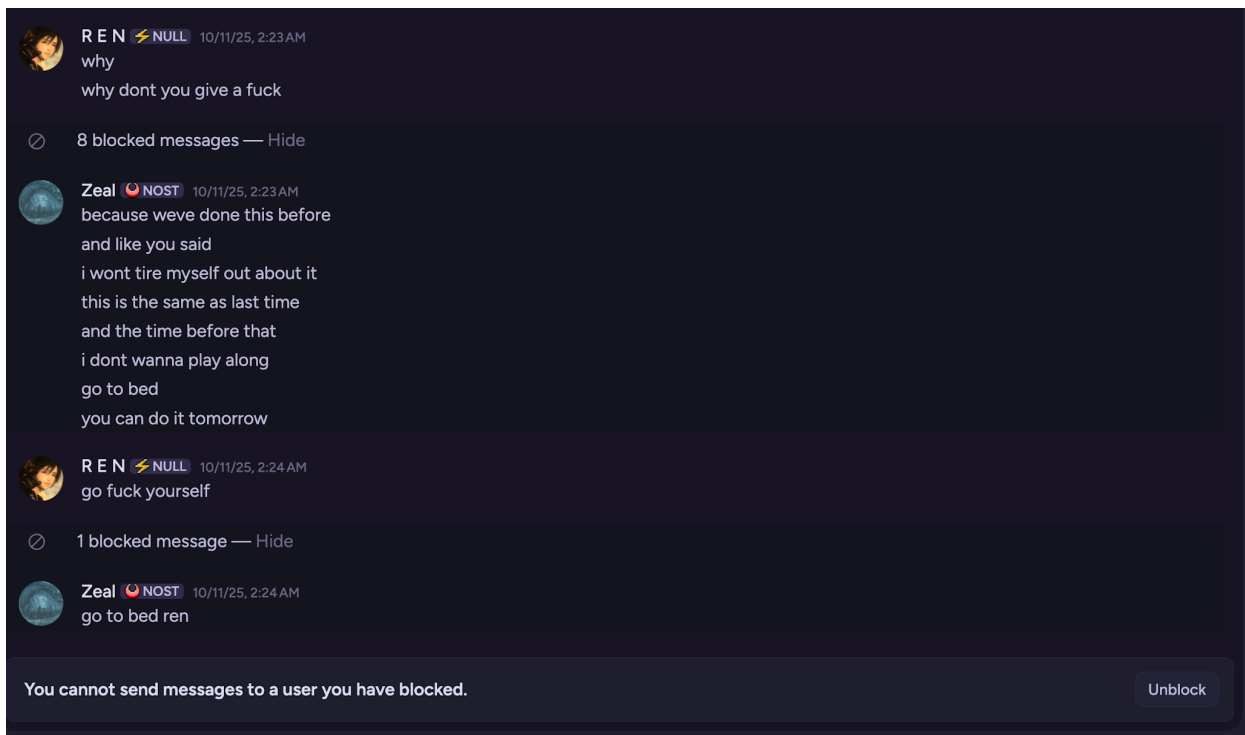 R E N ⚡ NULL 10/11/25, 2:23 AM
why
why dont you give a fuck
8 blocked messages — Hide
Zeal NOST 10/11/25, 2:23 AM
because weve done this before
and like you said
i wont tire myself out about it
this is the same as last time
and the time before that
i dont wanna play along
go to bed
you can do it tomorrow
R E N ⚡ NULL 10/11/25, 2:24 AM
go fuck yourself
1 blocked message — Hide
Zeal NOST 10/11/25, 2:24 AM
go to bed ren
You cannot send messages to a user you have blocked.
Unblock